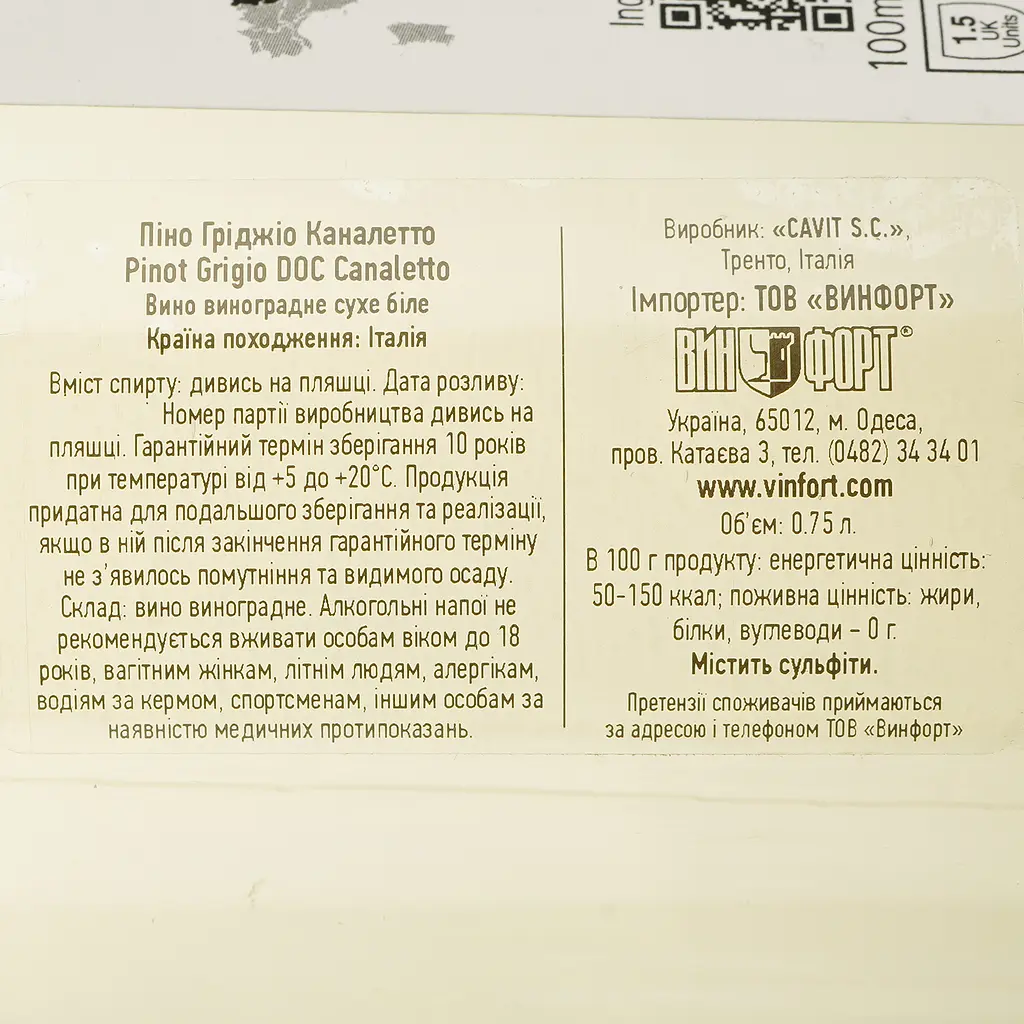 Ing
100m
1.5
UK
Units
Піно Гріджіо Каналетто
Pinot Grigio DOC Canaletto
Вино виноградне сухе біле
Країна походження: Італія
Вміст спирту: дивись на пляшці. Дата розливу:
Номер партії виробництва дивись на
пляшці. Гарантійний термін зберігання 10 років
при температурі від +5 до +20°С. Продукція
придатна для подальшого зберігання та реалізації,
якщо в ній після закінчення гарантійного терміну
не з’явилось помутніння та видимого осаду.
Склад: вино виноградне. Алкогольні напої не
рекомендується вживати особам віком до 18
років, вагітним жінкам, літнім людям, алергікам,
водіям за кермом, спортсменам, іншим особам за
наявністю медичних протипоказань.
Виробник: «CAVIT S.C.»,
Тренто, Італія
Імпортер: ТОВ «ВИНФОРТ»
ВИН ФОРТ®
Україна, 65012, м. Одеса,
пров. Катаєва 3, тел. (0482) 34 34 01
www.vinfort.com
Об’єм: 0.75 л.
В 100 г продукту: енергетична цінність:
50-150 ккал; поживна цінність: жири,
білки, вуглеводи – 0 г.
Містить сульфіти.
Претензії споживачів приймаються
за адресою і телефоном ТОВ «Винфорт»